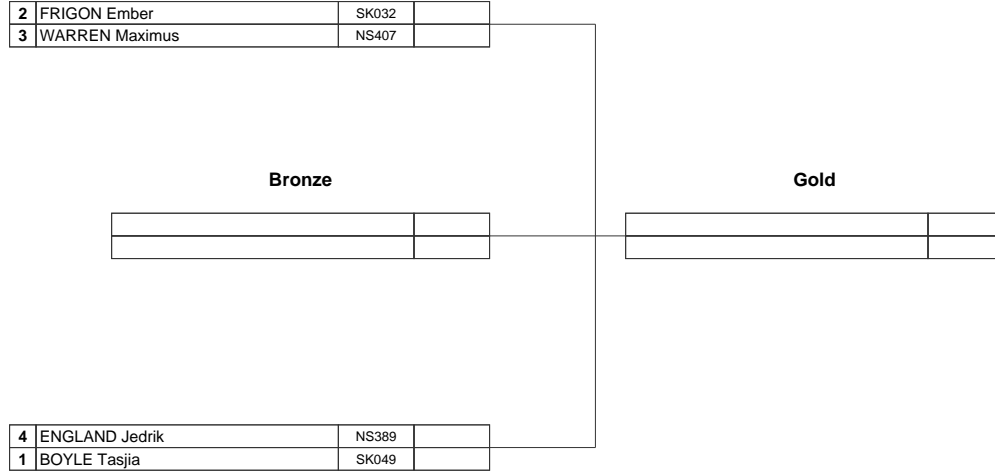 2 FRIGON Ember SK032
3 WARREN Maximus NS407
Bronze Gold
4 ENGLAND Jedrik NS389
1 BOYLE Tasjia SK049